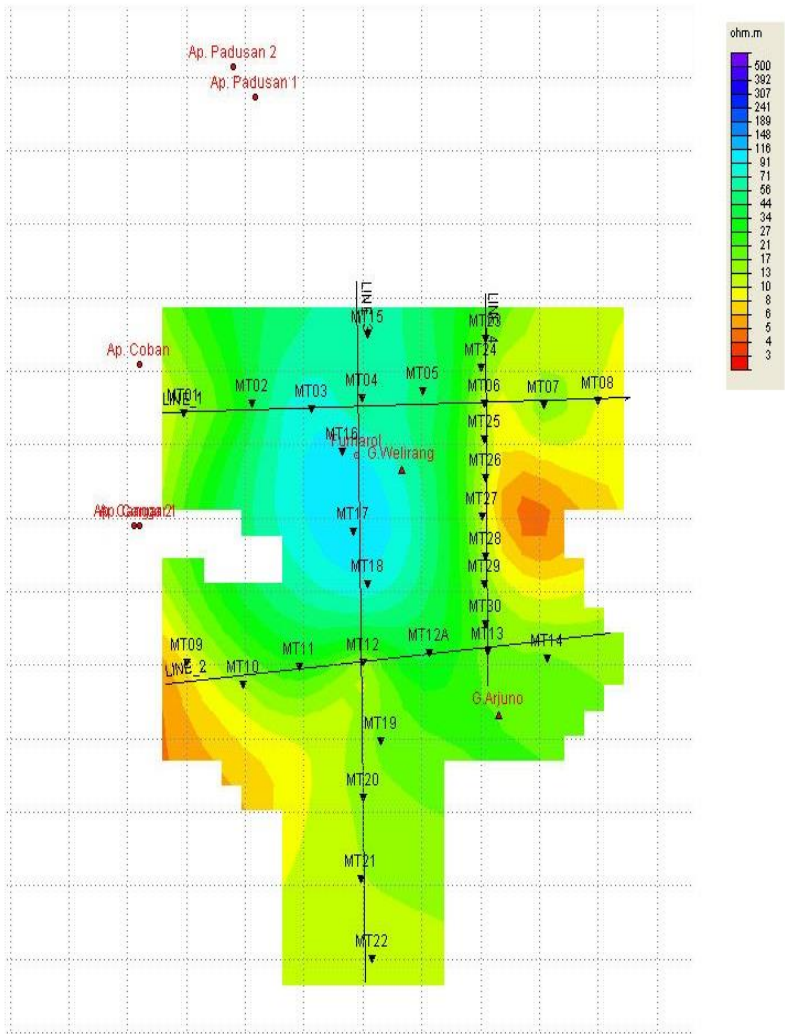 ohm.m
500
392
307
241
189
148
116
91
71
56
44
34
27
21
17
13
10
8
6
5
4
3
Ap. Padusan 2
Ap. Padusan 1
MT15
MT23
MT24
Ap. Coban
MT01
LINE_1
MT02
MT03
MT04
MT05
MT06
MT07
MT08
MT16
Fumarol
G.Welirang
MT25
MT26
MT27
MT17
MT28
MT18
MT29
MT30
MT09
LINE_2
MT10
MT11
MT12
MT12A
MT13
MT14
G.Arjuno
MT19
MT20
MT21
MT22